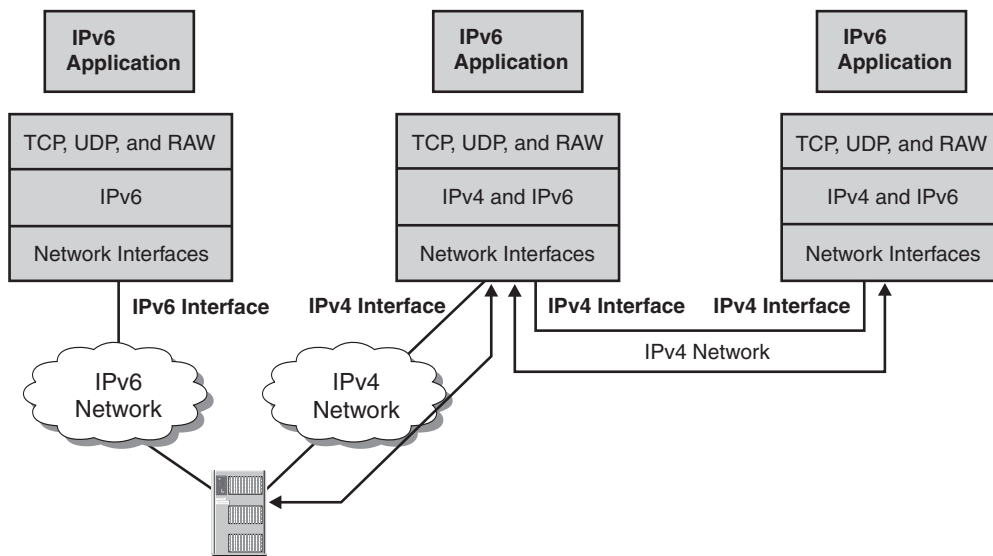 IPv6
Application
IPv6
Application
IPv6
Application
TCP, UDP, and RAW
TCP, UDP, and RAW
TCP, UDP, and RAW
IPv6
IPv4 and IPv6
IPv4 and IPv6
Network Interfaces
Network Interfaces
Network Interfaces
IPv6 Interface
IPv4 Interface
IPv4 Interface
IPv4 Interface
IPv4 Network
IPv6
Network
IPv4
Network